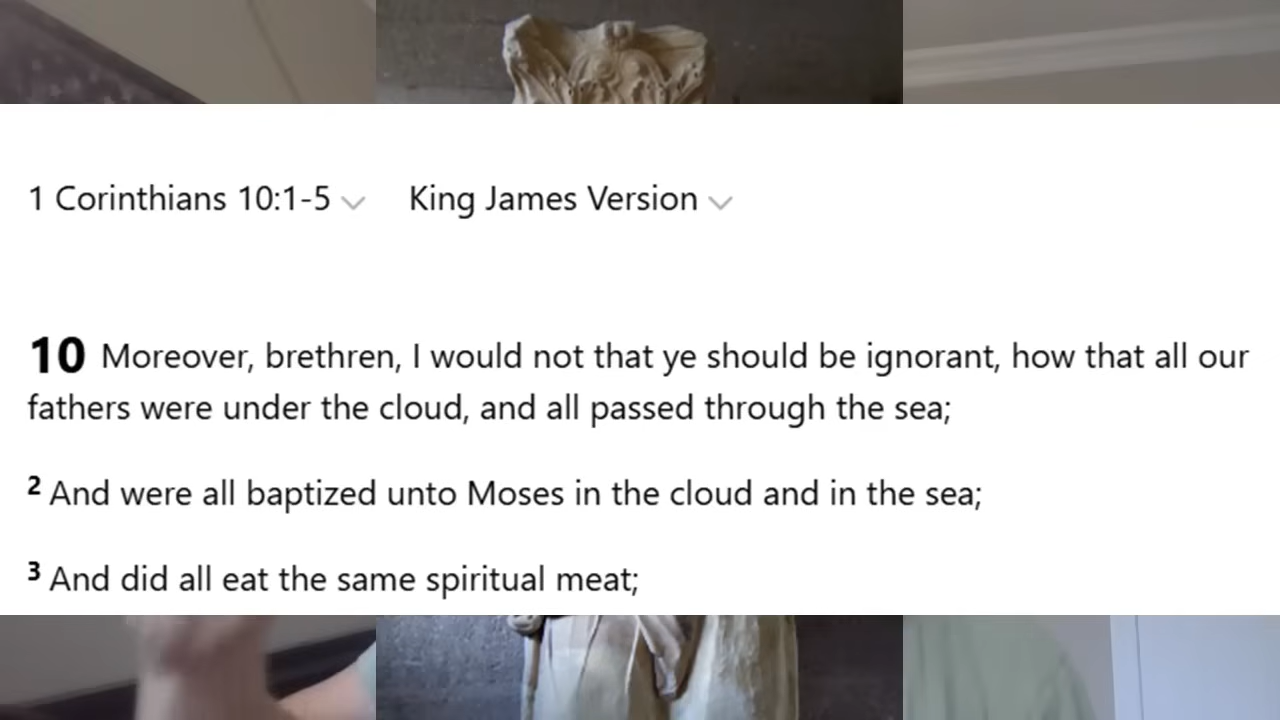 1 Corinthians 10:1-5 King James Version
10 Moreover, brethren, I would not that ye should be ignorant, how that all our
fathers were under the cloud, and all passed through the sea;
2 And were all baptized unto Moses in the cloud and in the sea;
3 And did all eat the same spiritual meat;